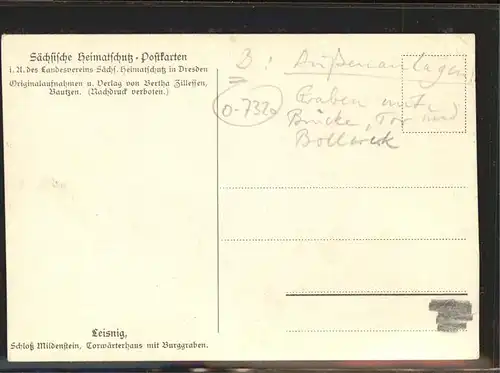 Sächsische Heimatschutz-Postkarten
i. A. des Landesvereins Sächs. Heimatschutz in Dresden
Originalaufnahmen u. Verlag von Bertha Zillessen,
Bautzen. (Nachdruck verboten.)
B: Außenanlagen:
O-7320
Graben mit
Brücke, Tor und
Bollwerk
Leisnig,
Schloß Mildenstein, Torwärterhaus mit Burggraben.